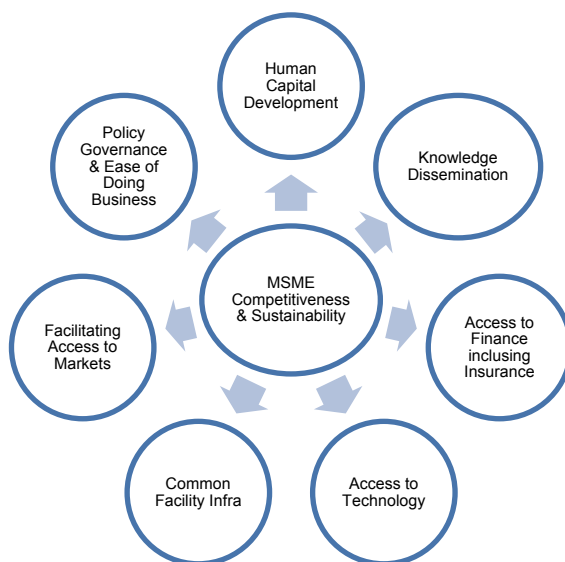 Human
Capital
Development
Policy
Governance
& Ease of
Doing
Business
Knowledge
Dissemination
MSME
Competitiveness
& Sustainability
Facilitating
Access to
Markets
Access to
Finance
inclusing
Insurance
Common
Facility Infra
Access to
Technology